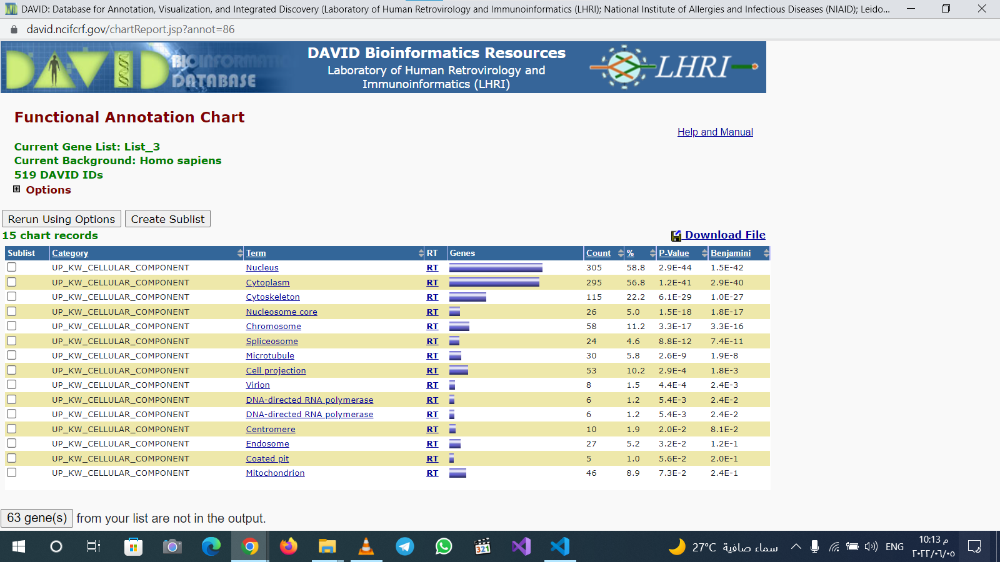 DAVID: Database for Annotation, Visualization, and Integrated Discovery (Laboratory of Human Retrovirology and Immunoinformatics (LHRI); National Institute of Allergies and Infectious Diseases (NIAID); Leido...
david.ncifcrf.gov/chartReport.jsp?annot=86
DAVID BIOINFORMATICS DATABASE
DAVID Bioinformatics Resources
Laboratory of Human Retrovirology and
Immunoinformatics (LHRI)
LHRI
Functional Annotation Chart
Help and Manual
Current Gene List: List_3
Current Background: Homo sapiens
519 DAVID IDs
Options
Rerun Using Options Create Sublist
15 chart records
Download File
Sublist Category Term RT Genes Count % P-Value Benjamini
UP_KW_CELLULAR_COMPONENT Nucleus RT 305 58.8 2.9E-44 1.5E-42
UP_KW_CELLULAR_COMPONENT Cytoplasm RT 295 56.8 1.2E-41 2.9E-40
UP_KW_CELLULAR_COMPONENT Cytoskeleton RT 115 22.2 6.1E-29 1.0E-27
UP_KW_CELLULAR_COMPONENT Nucleosome core RT 26 5.0 1.5E-18 1.8E-17
UP_KW_CELLULAR_COMPONENT Chromosome RT 58 11.2 3.3E-17 3.3E-16
UP_KW_CELLULAR_COMPONENT Spliceosome RT 24 4.6 8.8E-12 7.4E-11
UP_KW_CELLULAR_COMPONENT Microtubule RT 30 5.8 2.6E-9 1.9E-8
UP_KW_CELLULAR_COMPONENT Cell projection RT 53 10.2 2.9E-4 1.8E-3
UP_KW_CELLULAR_COMPONENT Virion RT 8 1.5 4.4E-4 2.4E-3
UP_KW_CELLULAR_COMPONENT DNA-directed RNA polymerase RT 6 1.2 5.4E-3 2.4E-2
UP_KW_CELLULAR_COMPONENT DNA-directed RNA polymerase RT 6 1.2 5.4E-3 2.4E-2
UP_KW_CELLULAR_COMPONENT Centromere RT 10 1.9 2.0E-2 8.1E-2
UP_KW_CELLULAR_COMPONENT Endosome RT 27 5.2 3.2E-2 1.2E-1
UP_KW_CELLULAR_COMPONENT Coated pit RT 5 1.0 5.6E-2 2.0E-1
UP_KW_CELLULAR_COMPONENT Mitochondrion RT 46 8.9 7.3E-2 2.4E-1
63 gene(s) from your list are not in the output.
321
27°C سماء صافية
ENG
10:13 م
٢٠٢٢/٠٦/٠٥